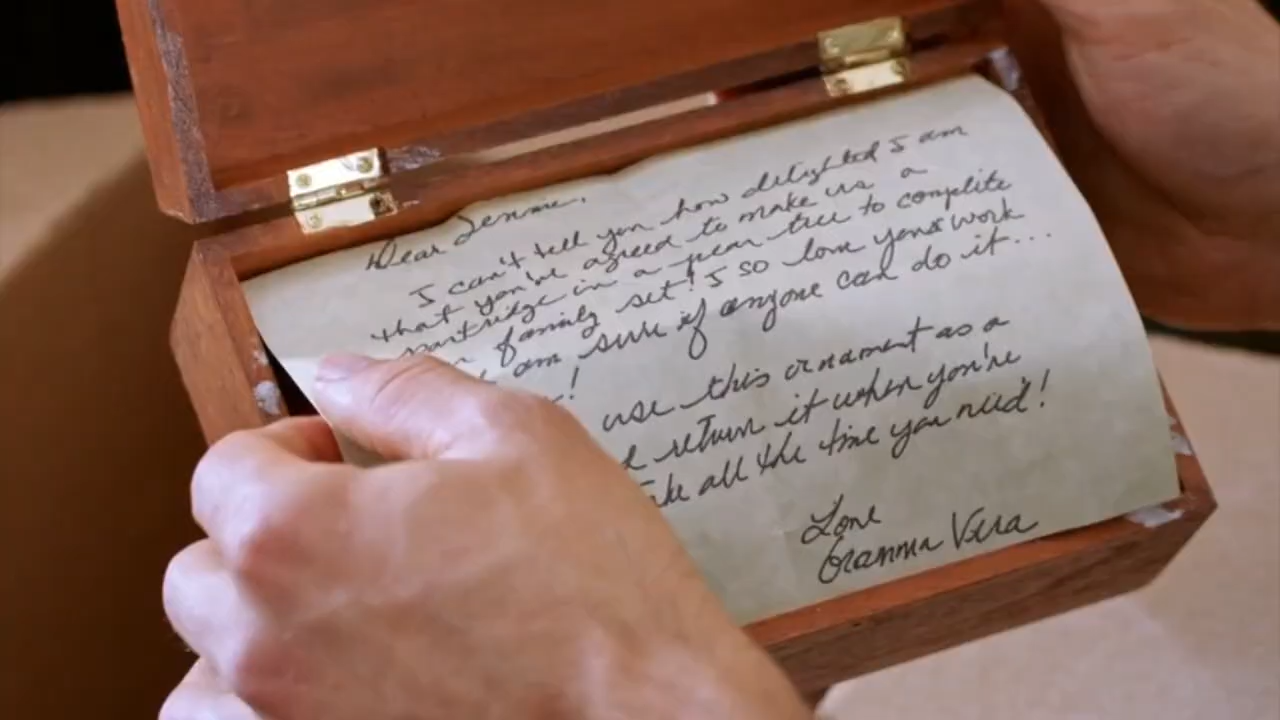 Dear Jennie,
I can't tell you how delighted I am
that you've agreed to make us a
partridge in a pear tree to complete
family set! I so love your work
am sure if anyone can do it...
use this ornament as a
return it when you're
all the time you need!
Love
Gramma Vera